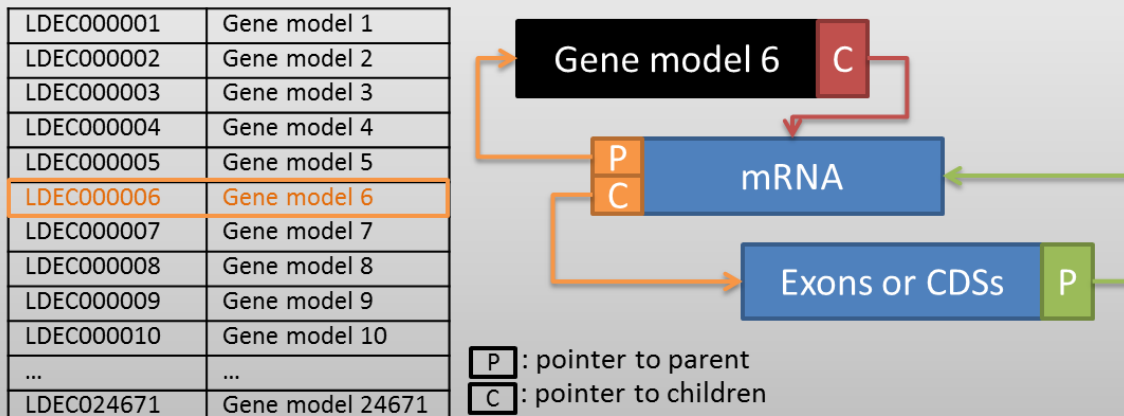 LDEC000001 Gene model 1
LDEC000002 Gene model 2
LDEC000003 Gene model 3
LDEC000004 Gene model 4
LDEC000005 Gene model 5
LDEC000006 Gene model 6
LDEC000007 Gene model 7
LDEC000008 Gene model 8
LDEC000009 Gene model 9
LDEC000010 Gene model 10
... ...
LDEC024671 Gene model 24671
Gene model 6 C
P
C
mRNA
Exons or CDSs P
P : pointer to parent
C : pointer to children